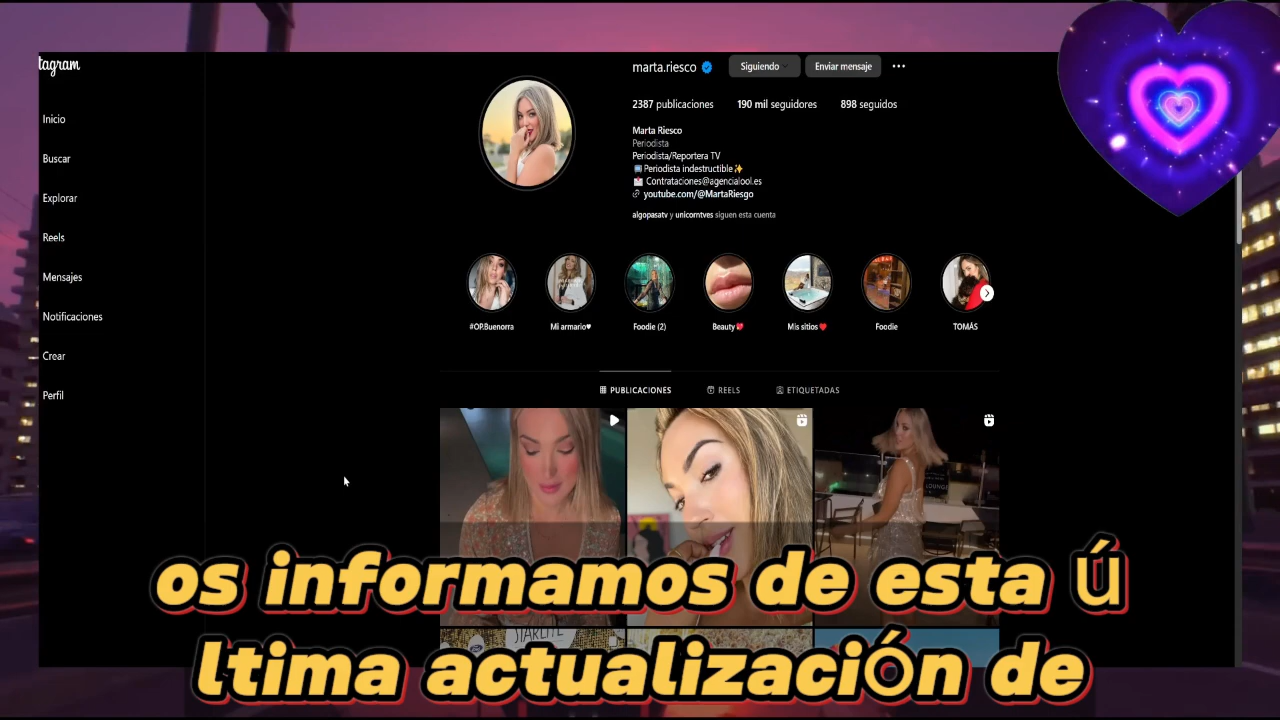 tagram
marta.riesco
Siguiendo
Enviar mensaje
2387 publicaciones 190 mil seguidores 898 seguidos
Marta Riesco
Periodista
Periodista/Reportera TV
Periodista indestructible✨
Contrataciones@agencialool.es
youtube.com/@MartaRiesgo
algopasatv y unicorntves siguen esta cuenta
Inicio
Buscar
Explorar
Reels
Mensajes
Notificaciones
Crear
Perfil
#OP.Buenorra
Mi armario♥
Foodie (2)
Beauty💓
Mis sitios♥️
Foodie
TOMÁS
PUBLICACIONES REELS ETIQUETADAS
LOUNGE
STARLITE
os informamos de esta ú
ltima actualización de